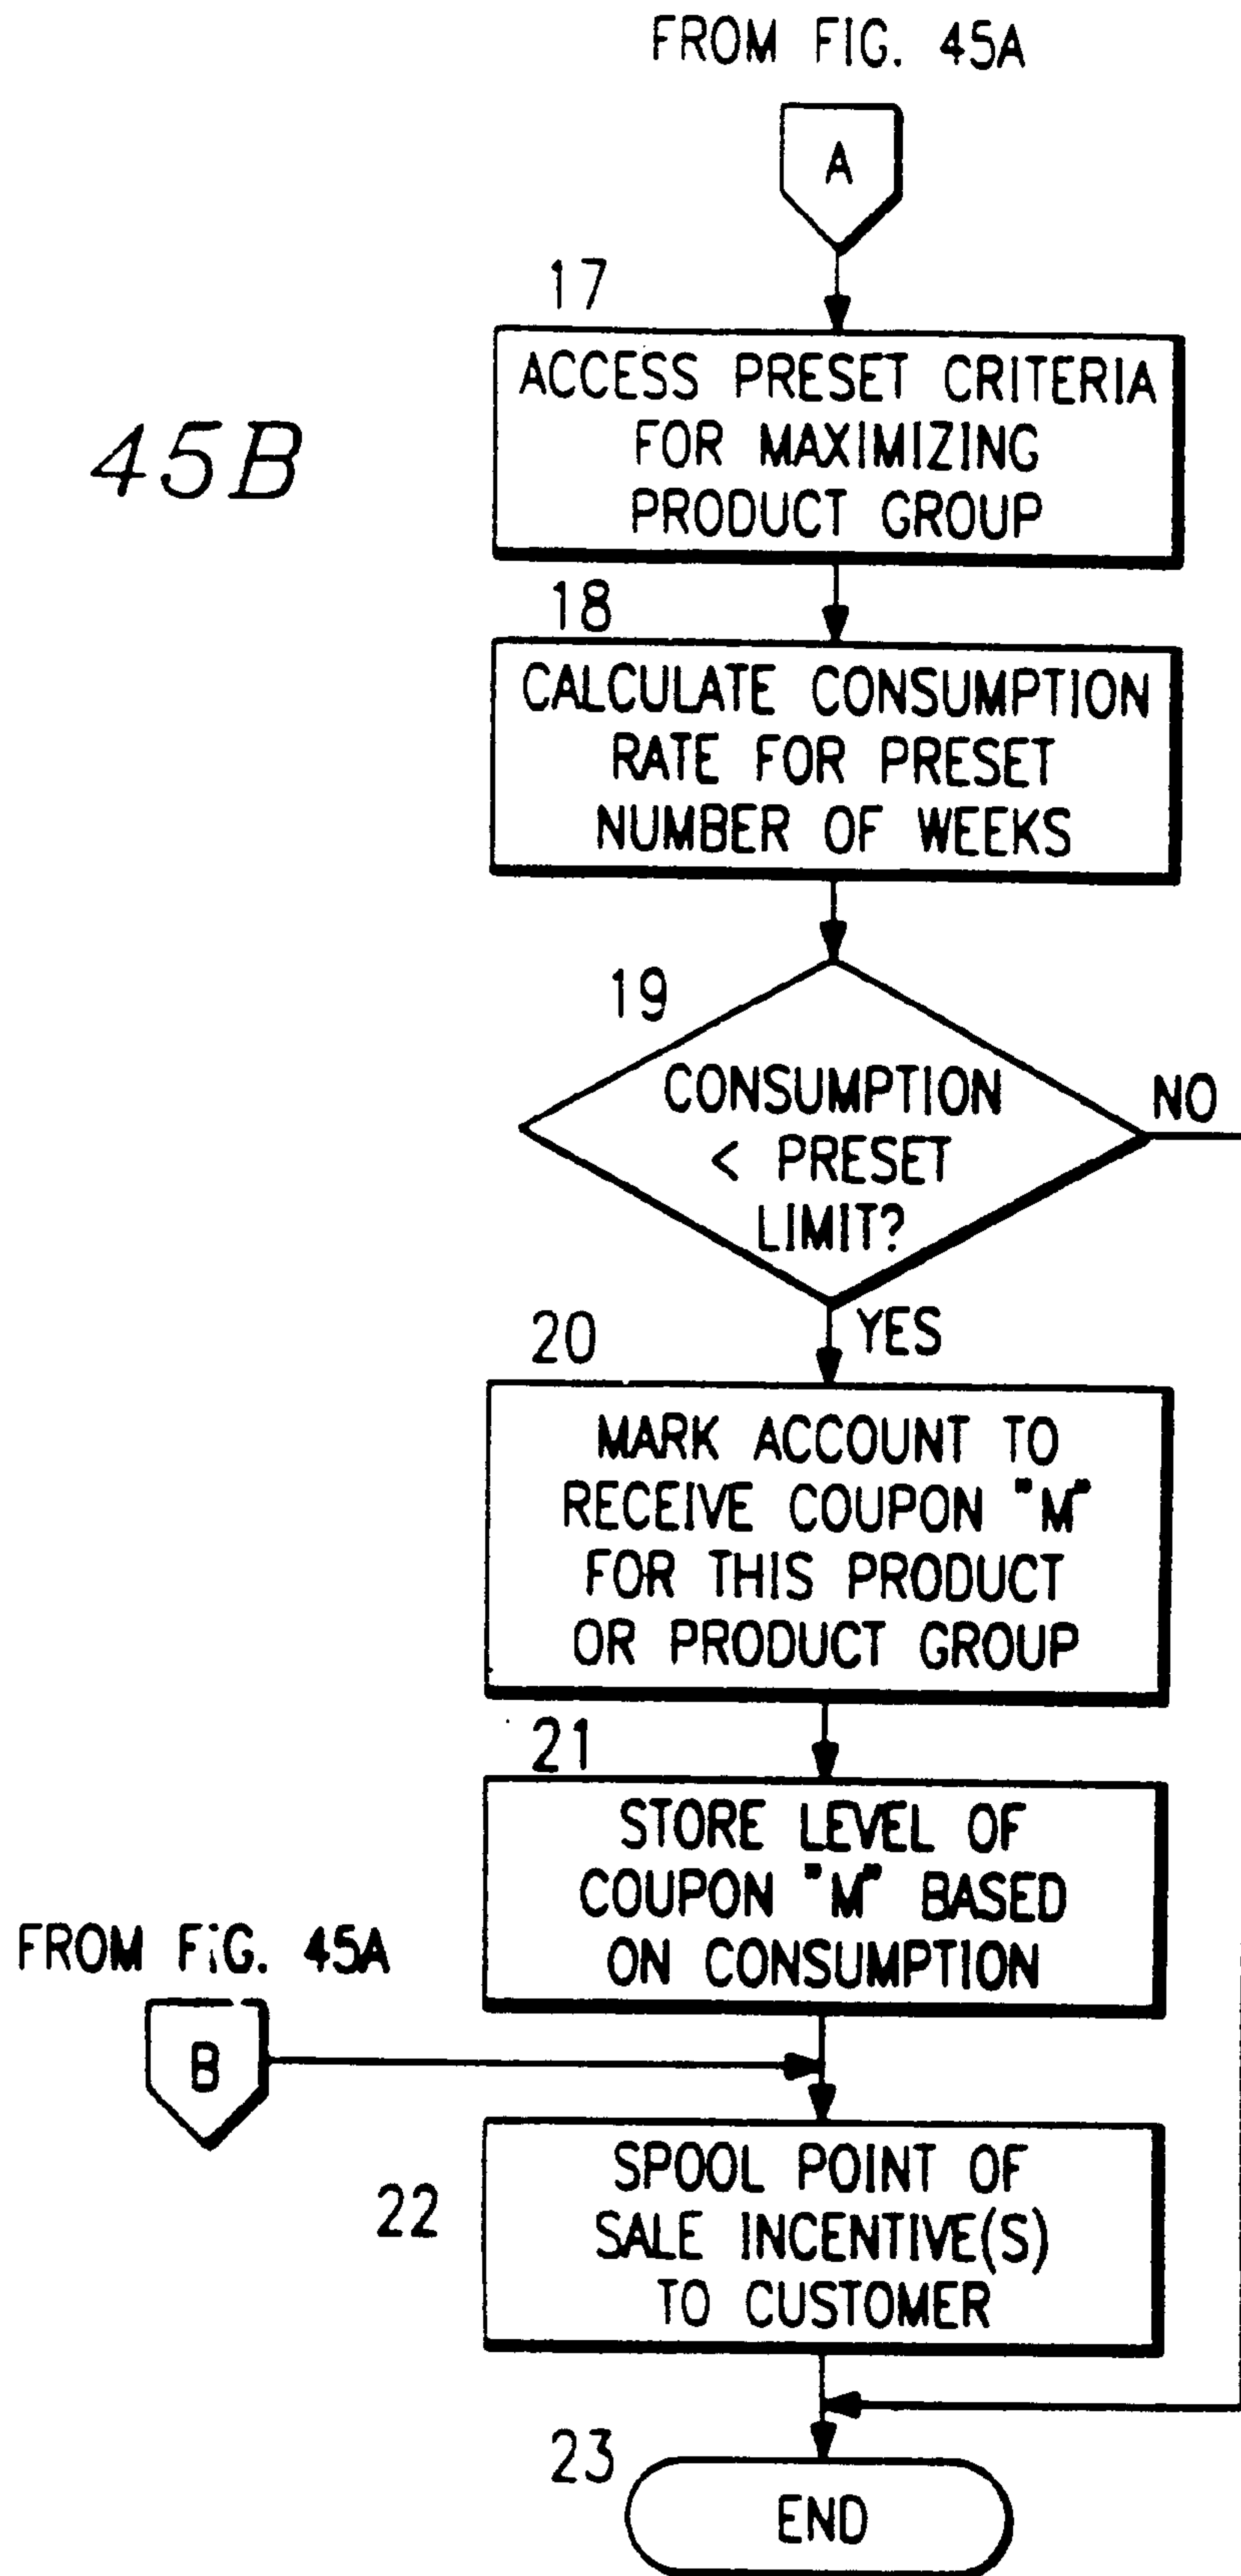 FROM FIG. 45A
A
17
ACCESS PRESET CRITERIA
FOR MAXIMIZING
PRODUCT GROUP
45B
18
CALCULATE CONSUMPTION
RATE FOR PRESET
NUMBER OF WEEKS
19
CONSUMPTION
< PRESET
LIMIT?
NO
YES
20
MARK ACCOUNT TO
RECEIVE COUPON "M"
FOR THIS PRODUCT
OR PRODUCT GROUP
21
STORE LEVEL OF
COUPON "M" BASED
ON CONSUMPTION
FROM FIG. 45A
B
22
SPOOL POINT OF
SALE INCENTIVE(S)
TO CUSTOMER
23
END